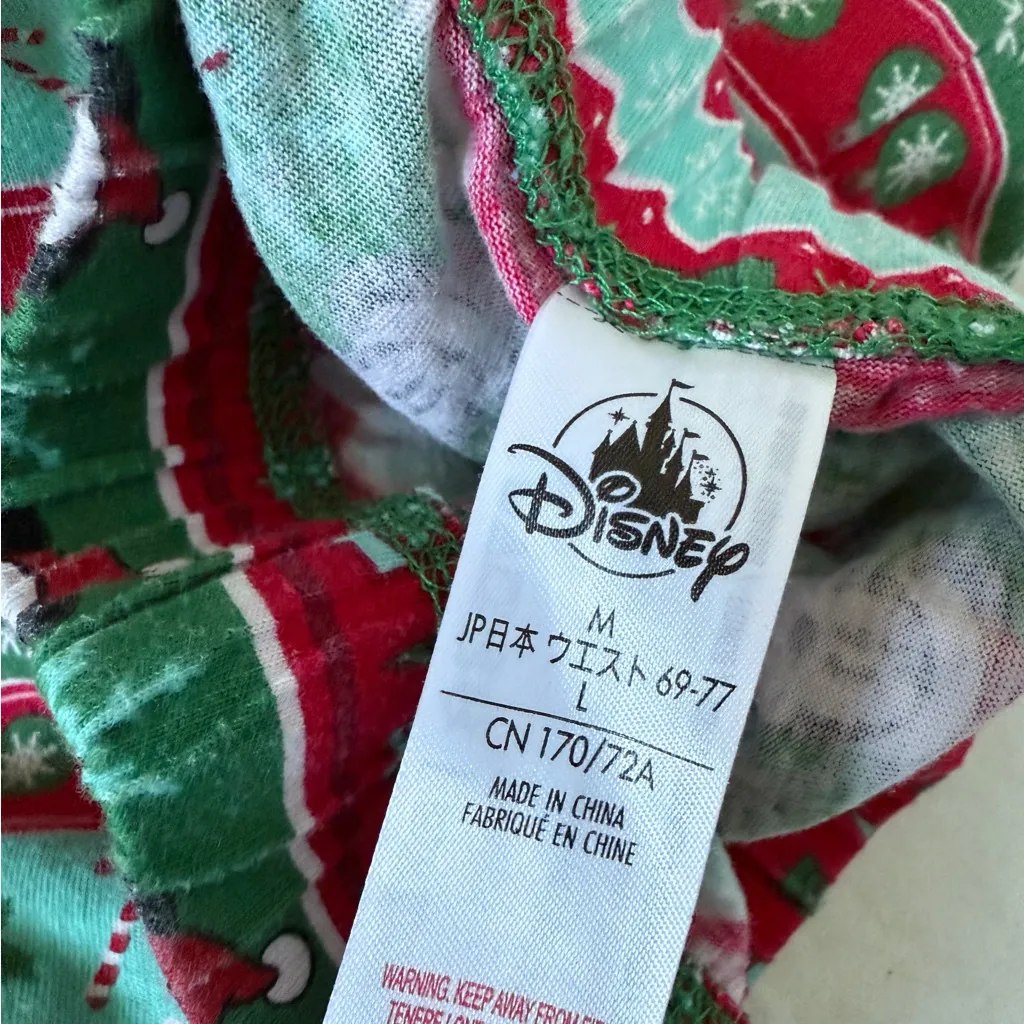 Disney
M
JP日本 ウエスト 69-77
L
CN 170/72A
MADE IN CHINA
FABRIQUÉ EN CHINE
WARNING. KEEP AWAY FROM
TENERE